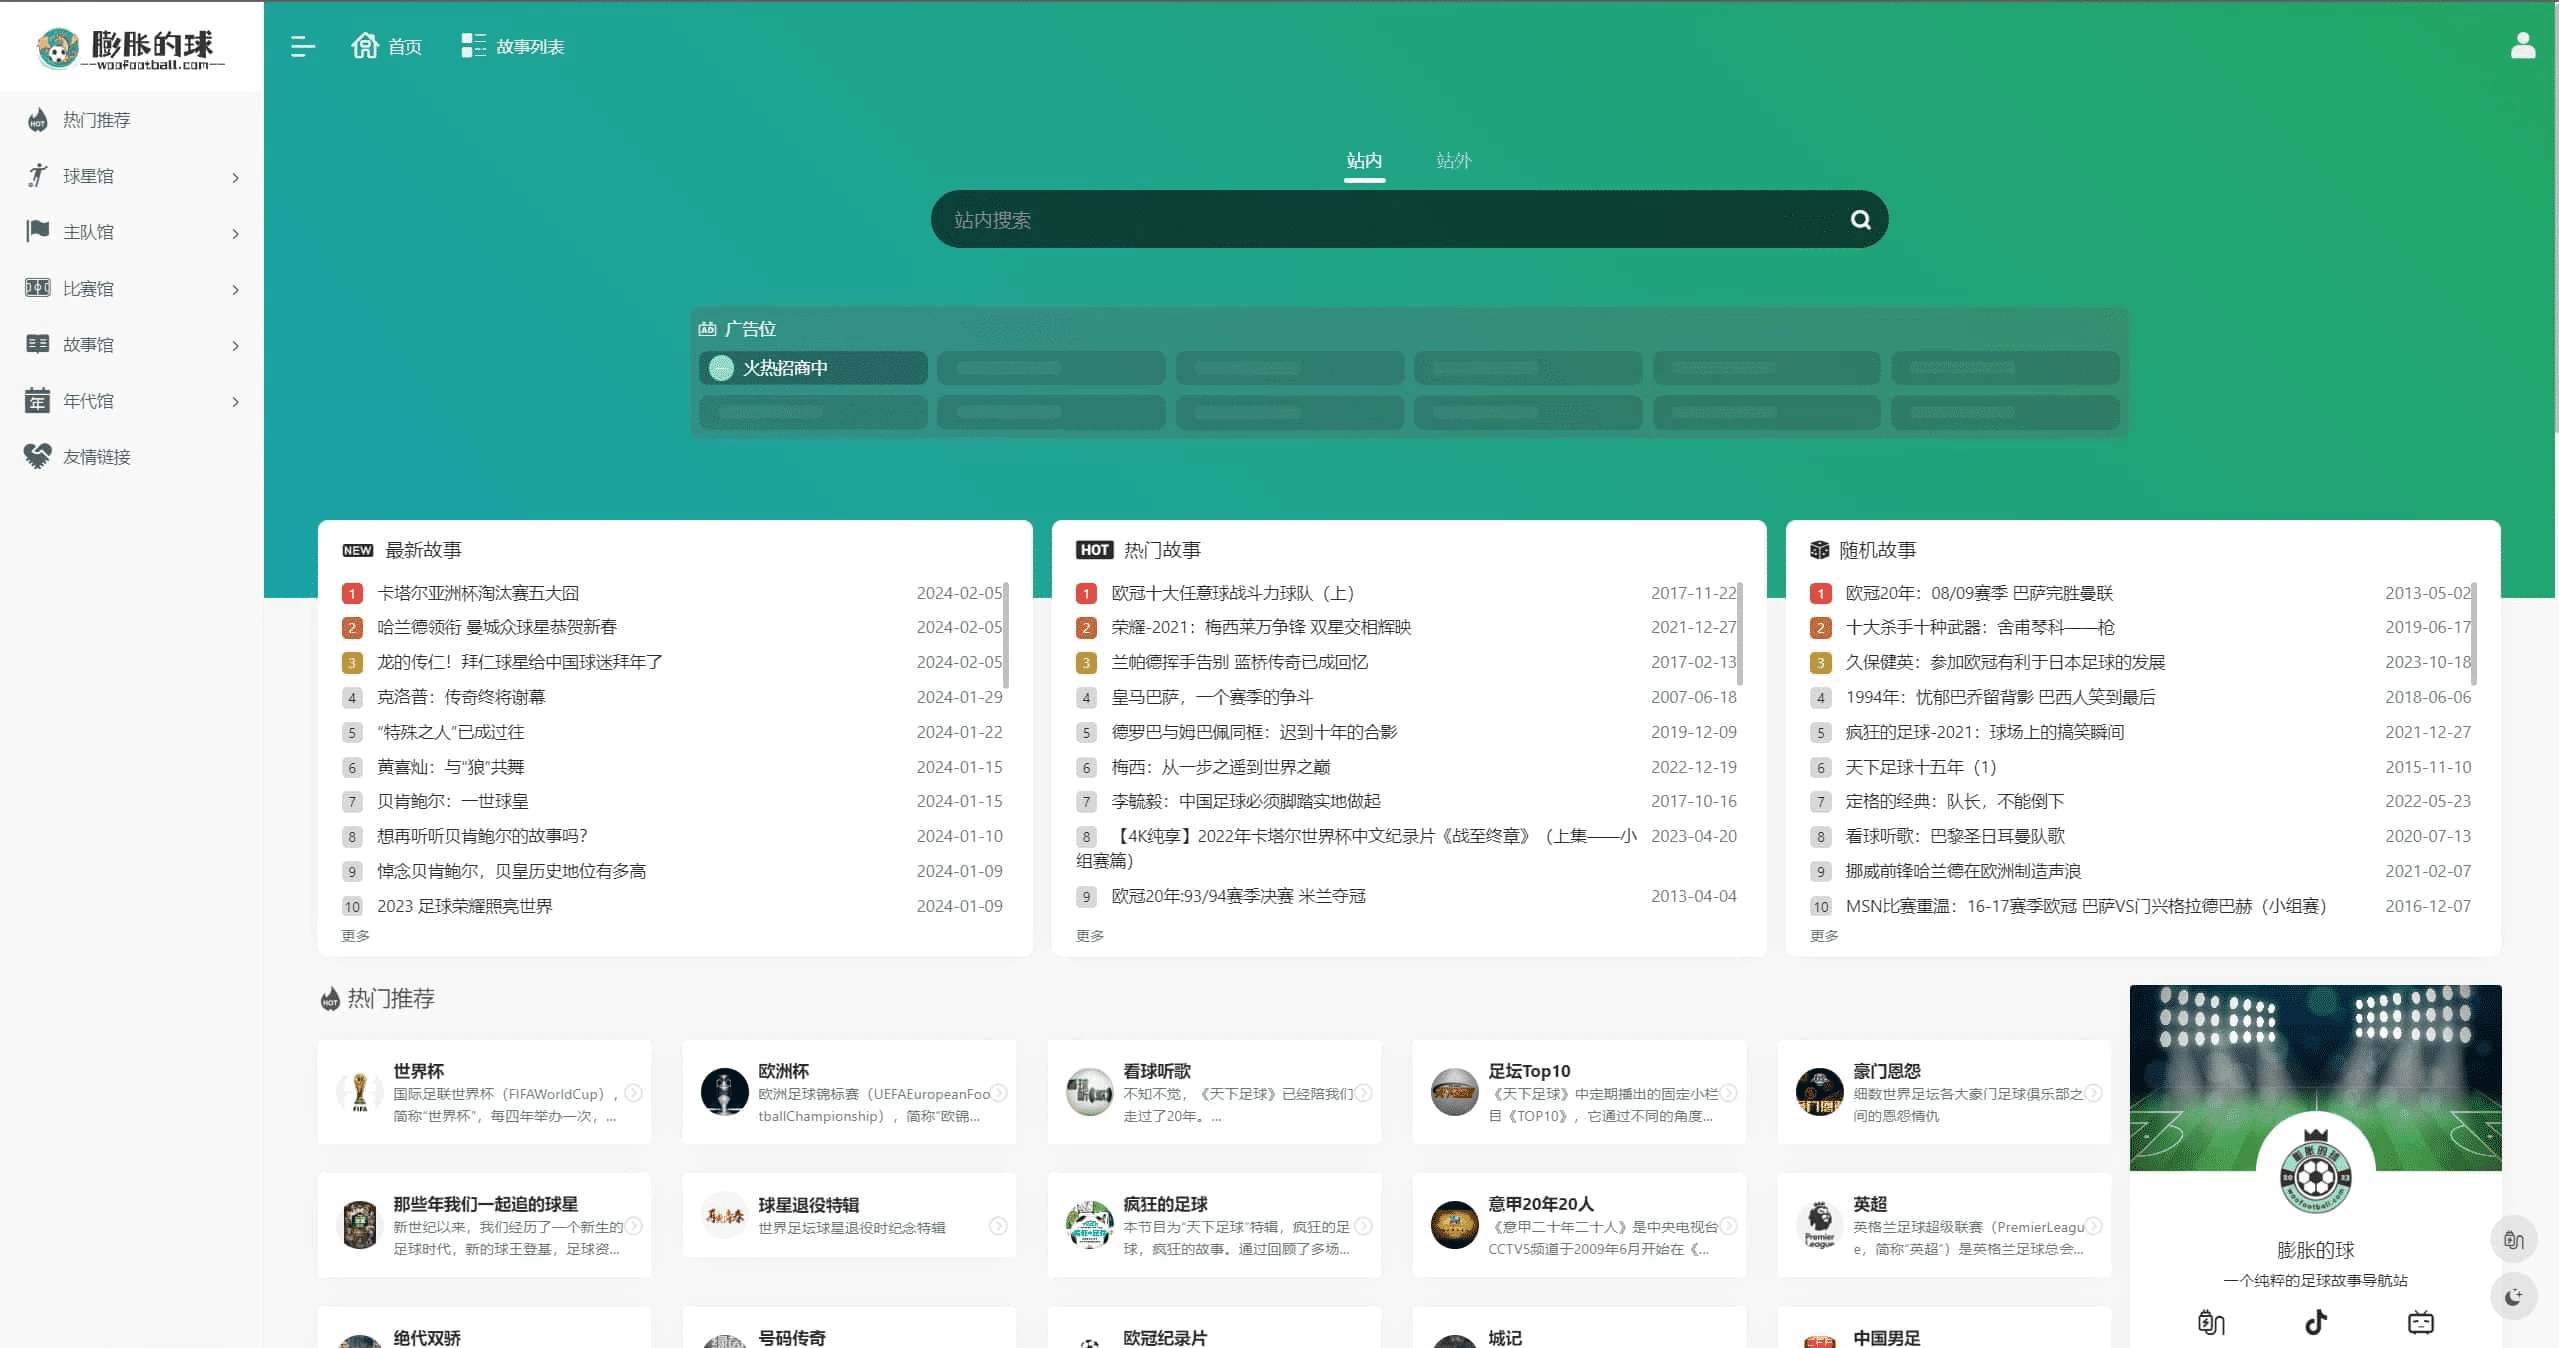 膨胀的球
--woofootball.com--
首页
故事列表
热门推荐
球星馆
主队馆
比赛馆
故事馆
年代馆
友情链接
站内
站外
站内搜索
AD 广告位
火热招商中
NEW 最新故事
1 卡塔尔亚洲杯淘汰赛五大囧 2024-02-05
2 哈兰德领衔 曼城众球星恭贺新春 2024-02-05
3 龙的传仁！拜仁球星给中国球迷拜年了 2024-02-05
4 克洛普：传奇终将谢幕 2024-01-29
5 “特殊之人”已成过往 2024-01-22
6 黄喜灿：与“狼”共舞 2024-01-15
7 贝肯鲍尔：一世球皇 2024-01-15
8 想再听听贝肯鲍尔的故事吗？ 2024-01-10
9 悼念贝肯鲍尔，贝皇历史地位有多高 2024-01-09
10 2023 足球荣耀照亮世界 2024-01-09
更多
HOT 热门故事
1 欧冠十大任意球战斗力球队（上） 2017-11-22
2 荣耀-2021：梅西莱万争锋 双星交相辉映 2021-12-27
3 兰帕德挥手告别 蓝桥传奇已成回忆 2017-02-13
4 皇马巴萨，一个赛季的争斗 2007-06-18
5 德罗巴与姆巴佩同框：迟到十年的合影 2019-12-09
6 梅西：从一步之遥到世界之巅 2022-12-19
7 李毓毅：中国足球必须脚踏实地做起 2017-10-16
8 【4K纯享】2022年卡塔尔世界杯中文纪录片《战至终章》（上集——小 2023-04-20
组赛篇）
9 欧冠20年:93/94赛季决赛 米兰夺冠 2013-04-04
更多
随机故事
1 欧冠20年：08/09赛季 巴萨完胜曼联 2013-05-02
2 十大杀手十种武器：舍甫琴科——枪 2019-06-17
3 久保健英：参加欧冠有利于日本足球的发展 2023-10-18
4 1994年：忧郁巴乔留背影 巴西人笑到最后 2018-06-06
5 疯狂的足球-2021：球场上的搞笑瞬间 2021-12-27
6 天下足球十五年（1） 2015-11-10
7 定格的经典：队长，不能倒下 2022-05-23
8 看球听歌：巴黎圣日耳曼队歌 2020-07-13
9 挪威前锋哈兰德在欧洲制造声浪 2021-02-07
10 MSN比赛重温：16-17赛季欧冠 巴萨VS门兴格拉德巴赫（小组赛） 2016-12-07
更多
HOT 热门推荐
世界杯
国际足联世界杯（FIFAWorldCup），
简称“世界杯”，每四年举办一次，...
欧洲杯
欧洲足球锦标赛（UEFAEuropeanFoo
tballChampionship），简称“欧锦...
看球听歌
不知不觉，《天下足球》已经陪我们
走过了20年。...
足坛Top10
《天下足球》中定期播出的固定小栏
目《TOP10》，它通过不同的角度...
豪门恩怨
细数世界足坛各大豪门足球俱乐部之
间的恩怨情仇
那些年我们一起追的球星
新世纪以来，我们经历了一个新生的
足球时代，新的球王登基，足球资...
球星退役特辑
世界足坛球星退役时纪念特辑
疯狂的足球
本节目为“天下足球”特辑，疯狂的足
球，疯狂的故事。通过回顾了多场...
意甲20年20人
《意甲二十年二十人》是中央电视台
CCTV5频道于2009年6月开始在《...
英超
英格兰足球超级联赛（PremierLeagu
e，简称“英超”）是英格兰足球总会...
绝代双骄
号码传奇
欧冠纪录片
城记
中国男足
膨胀的球
一个纯粹的足球故事导航站